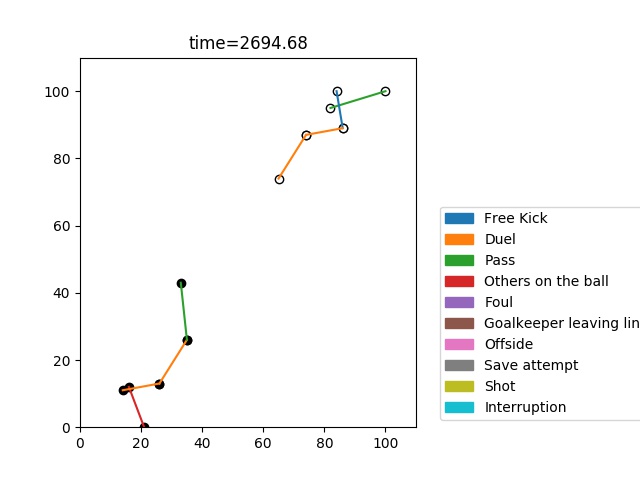 time=2694.68
100
80
60
40
20
0
0 20 40 60 80 100
Free Kick
Duel
Pass
Others on the ball
Foul
Goalkeeper leaving lin
Offside
Save attempt
Shot
Interruption